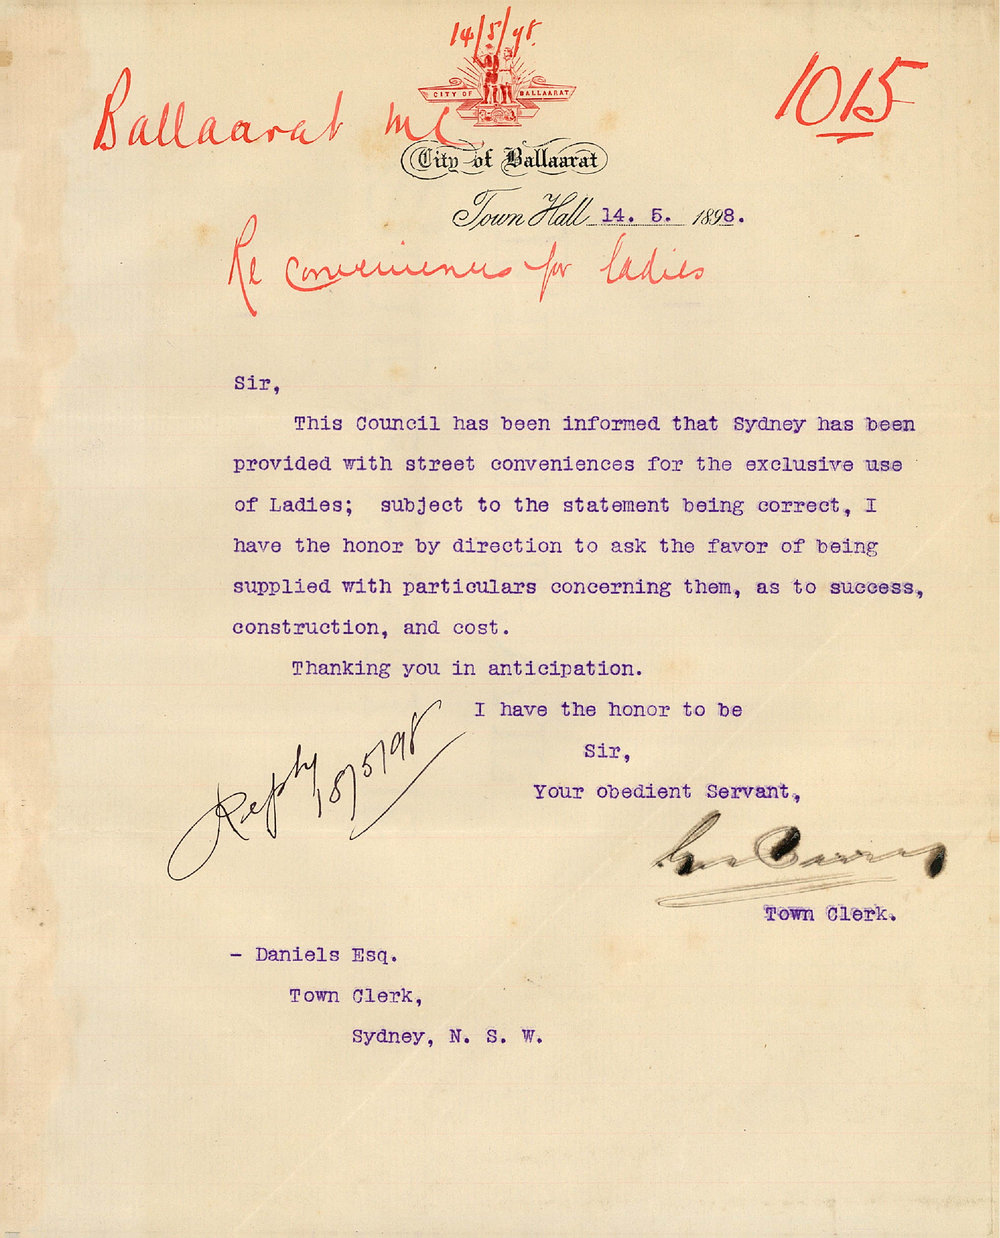 14/5/98.
Ballaarat MC
1015
CITY OF BALLAARAT
City of Ballaarat
Town Hall 14. 5. 1898.
Re conveniences for ladies
Sir,
This Council has been informed that Sydney has been
provided with street conveniences for the exclusive use
of Ladies; subject to the statement being correct, I
have the honor by direction to ask the favor of being
supplied with particulars concerning them, as to success,
construction, and cost.
Thanking you in anticipation.
I have the honor to be
Sir,
Your obedient Servant,
Reply 18/5/98
Town Clerk.
- Daniels Esq.
Town Clerk,
Sydney, N. S. W.